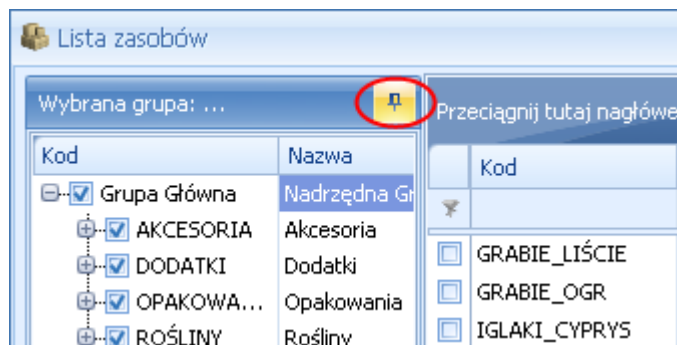 Lista zasobów
Wybrana grupa: ...
Przeciągnij tutaj nagłówe
Kod Nazwa
Kod
Grupa Główna Nadrzędna Gr
AKCESORIA Akcesoria
DODATKI Dodatki
OPAKOWA... Opakowania
ROŚLINY Rośliny
GRABIE_LIŚCIE
GRABIE_OGR
IGLAKI_CYPRYS